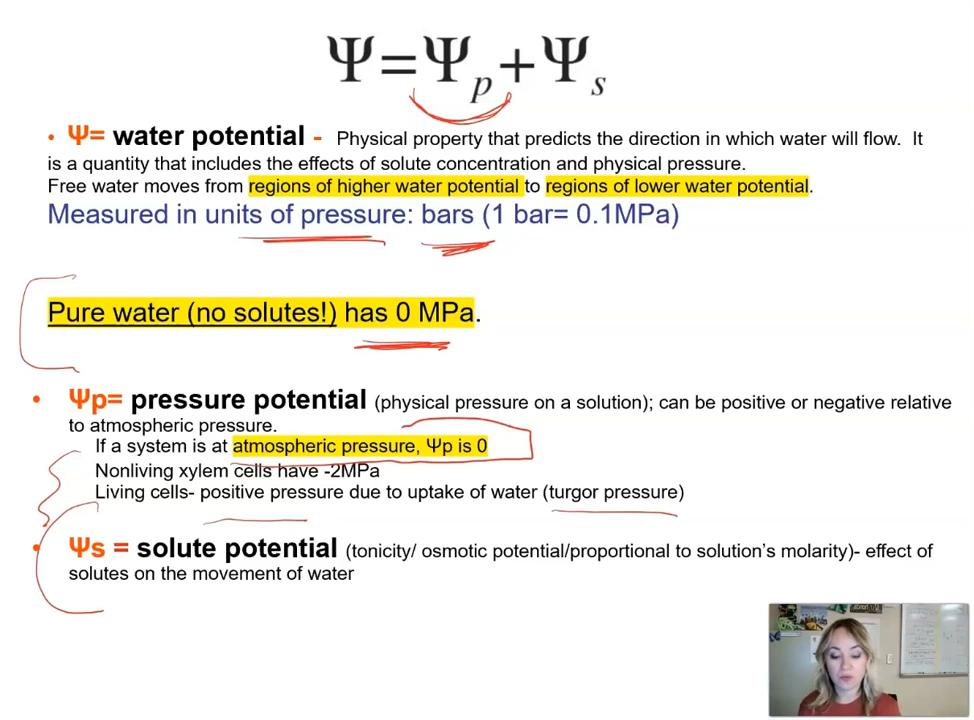 Ψ=Ψp+Ψs
• Ψ= water potential - Physical property that predicts the direction in which water will flow. It
is a quantity that includes the effects of solute concentration and physical pressure.
Free water moves from regions of higher water potential to regions of lower water potential.
Measured in units of pressure: bars (1 bar= 0.1MPa)
Pure water (no solutes!) has 0 MPa.
• Ψp= pressure potential (physical pressure on a solution); can be positive or negative relative
to atmospheric pressure.
If a system is at atmospheric pressure, Ψp is 0
Nonliving xylem cells have -2MPa
Living cells- positive pressure due to uptake of water (turgor pressure)
• Ψs = solute potential (tonicity/ osmotic potential/proportional to solution's molarity)- effect of
solutes on the movement of water